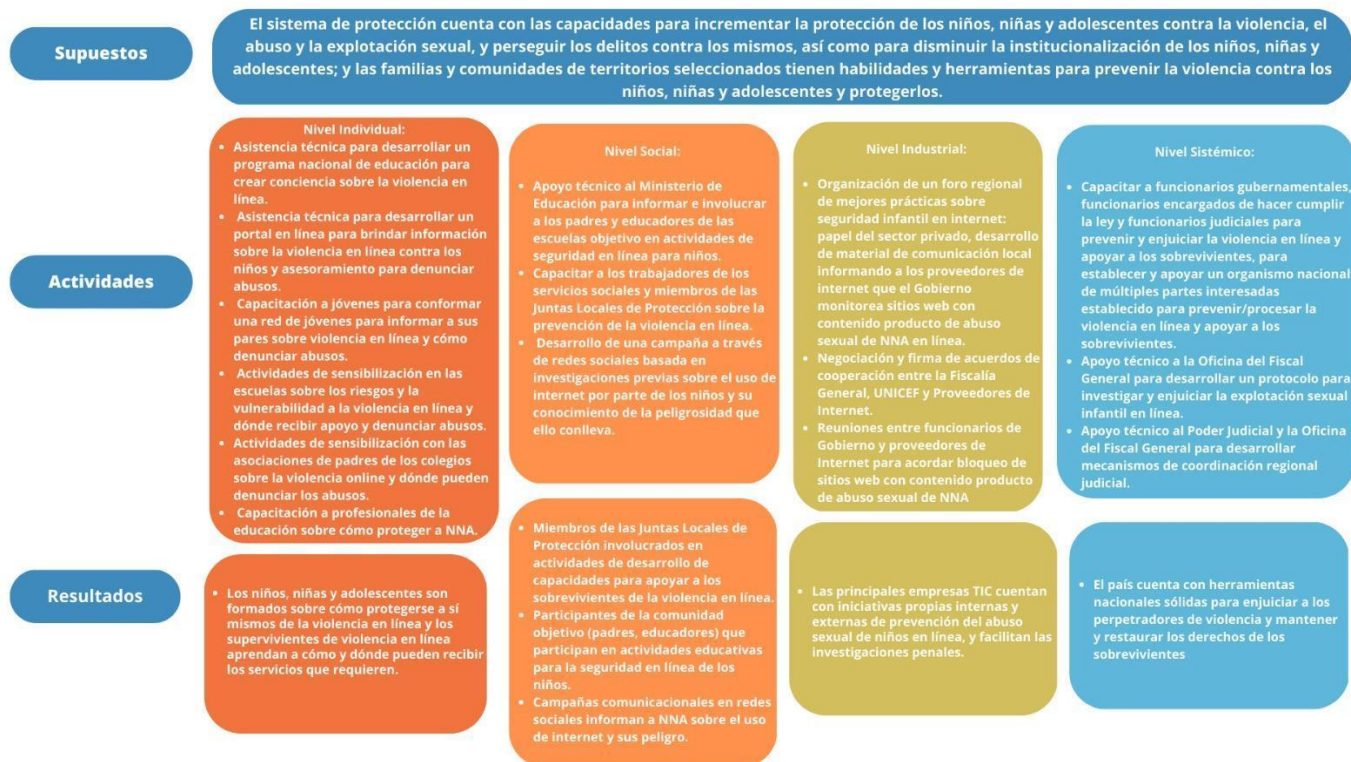 Supuestos
El sistema de protección cuenta con las capacidades para incrementar la protección de los niños, niñas y adolescentes contra la violencia, el
abuso y la explotación sexual, y perseguir los delitos contra los mismos, así como para disminuir la institucionalización de los niños, niñas y
adolescentes; y las familias y comunidades de territorios seleccionados tienen habilidades y herramientas para prevenir la violencia contra los
niños, niñas y adolescentes y protegerlos.
Actividades
Nivel Individual:
• Asistencia técnica para desarrollar un
programa nacional de educación para
crear conciencia sobre la violencia en
línea.
• Asistencia técnica para desarrollar un
portal en línea para brindar información
sobre la violencia en línea contra los
niños y asesoramiento para denunciar
abusos.
• Capacitación a jóvenes para conformar
una red de jóvenes para informar a sus
pares sobre violencia en línea y cómo
denunciar abusos.
• Actividades de sensibilización en las
escuelas sobre los riesgos y la
vulnerabilidad a la violencia en línea y
dónde recibir apoyo y denunciar abusos.
• Actividades de sensibilización con las
asociaciones de padres de los colegios
sobre la violencia online y dónde pueden
denunciar los abusos.
• Capacitación a profesionales de la
educación sobre cómo proteger a NNA.
Nivel Social:
• Apoyo técnico al Ministerio de
Educación para informar e involucrar
a los padres y educadores de las
escuelas objetivo en actividades de
seguridad en línea para niños.
• Capacitar a los trabajadores de los
servicios sociales y miembros de las
Juntas Locales de Protección sobre la
prevención de la violencia en línea.
• Desarrollo de una campaña a través
de redes sociales basada en
investigaciones previas sobre el uso de
internet por parte de los niños y su
conocimiento de la peligrosidad que
ello conlleva.
Nivel Industrial:
• Organización de un foro regional
de mejores prácticas sobre
seguridad infantil en internet:
papel del sector privado, desarrollo
de material de comunicación local
informando a los proveedores de
internet que el Gobierno
monitorea sitios web con
contenido producto de abuso
sexual de NNA en línea.
• Negociación y firma de acuerdos de
cooperación entre la Fiscalía
General, UNICEF y Proveedores de
Internet.
• Reuniones entre funcionarios de
Gobierno y proveedores de
Internet para acordar bloqueo de
sitios web con contenido producto
de abuso sexual de NNA
Nivel Sistémico:
• Capacitar a funcionarios gubernamentales,
funcionarios encargados de hacer cumplir
la ley y funcionarios judiciales para
prevenir y enjuiciar la violencia en línea y
apoyar a los sobrevivientes, para
establecer y apoyar un organismo nacional
de múltiples partes interesadas
establecido para prevenir/procesar la
violencia en línea y apoyar a los
sobrevivientes.
• Apoyo técnico a la Oficina del Fiscal
General para desarrollar un protocolo para
investigar y enjuiciar la explotación sexual
infantil en línea.
• Apoyo técnico al Poder Judicial y la Oficina
del Fiscal General para desarrollar
mecanismos de coordinación regional
judicial.
Resultados
• Los niños, niñas y adolescentes son
formados sobre cómo protegerse a sí
mismos de la violencia en línea y los
supervivientes de violencia en línea
aprendan a cómo y dónde pueden recibir
los servicios que requieren.
• Miembros de las Juntas Locales de
Protección involucrados en
actividades de desarrollo de
capacidades para apoyar a los
sobrevivientes de la violencia en línea.
• Participantes de la comunidad
objetivo (padres, educadores) que
participan en actividades educativas
para la seguridad en línea de los
niños.
• Campañas comunicacionales en redes
sociales informan a NNA sobre el uso
de internet y sus peligro.
• Las principales empresas TIC cuentan
con iniciativas propias internas y
externas de prevención del abuso
sexual de niños en línea, y facilitan las
investigaciones penales.
• El país cuenta con herramientas
nacionales sólidas para enjuiciar a los
perpetradores de violencia y mantener
y restaurar los derechos de los
sobrevivientes